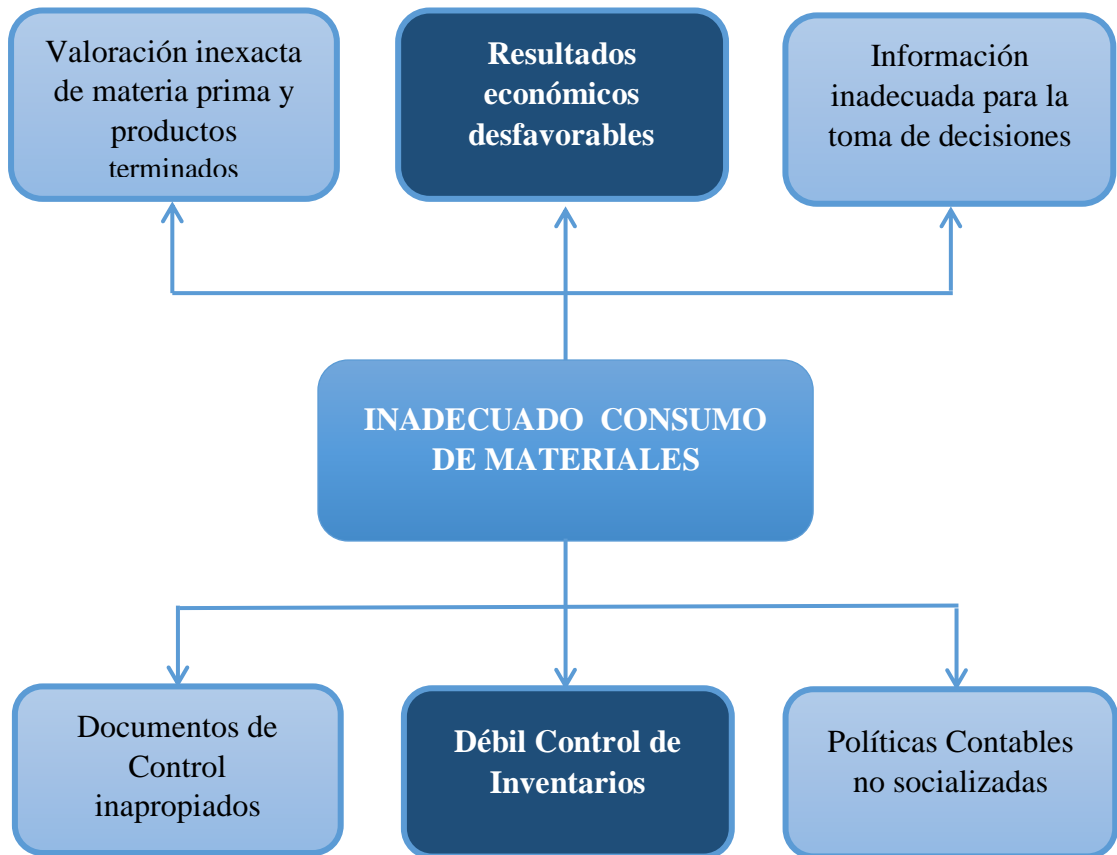 Valoración inexacta
de materia prima y
productos
terminados
Resultados
económicos
desfavorables
Información
inadecuada para la
toma de decisiones
INADECUADO CONSUMO
DE MATERIALES
Documentos de
Control
inapropiados
Débil Control de
Inventarios
Políticas Contables
no socializadas